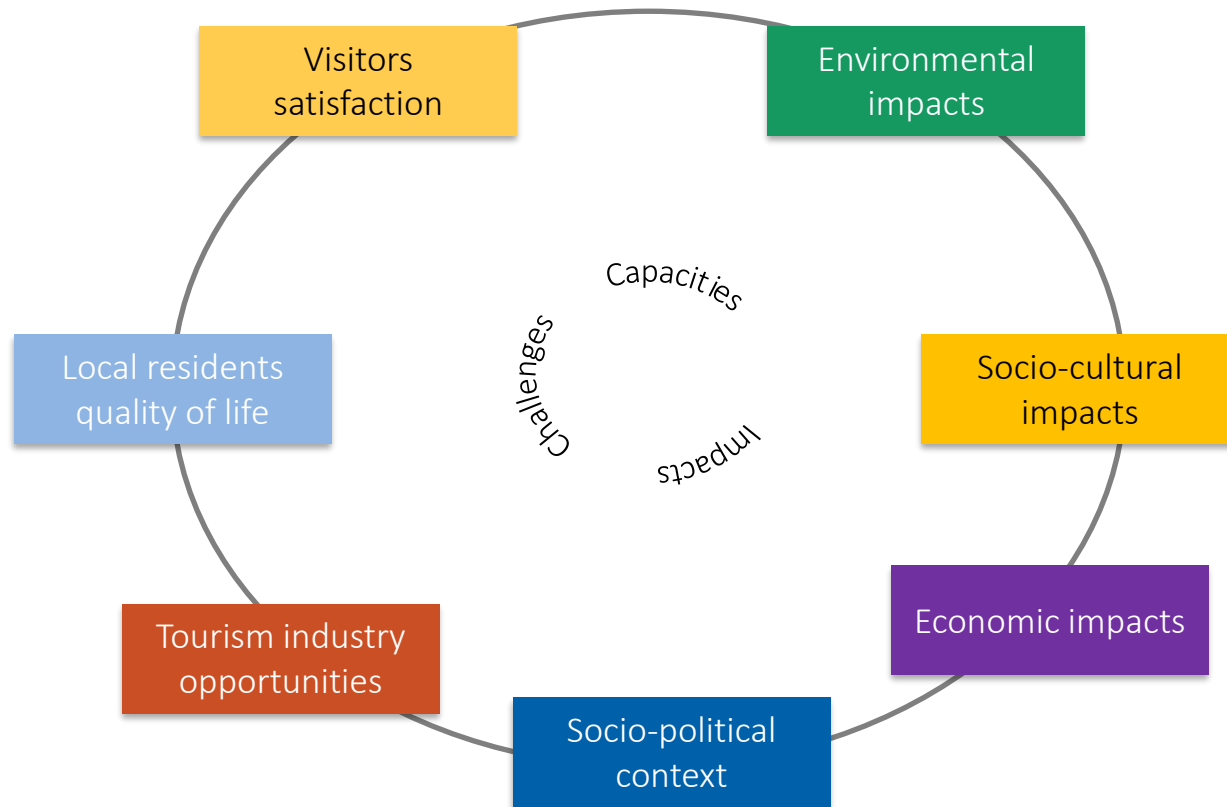 Visitors
satisfaction
Environmental
impacts
Capacities
Challenges
Impacts
Local residents
quality of life
Socio-cultural
impacts
Tourism industry
opportunities
Economic impacts
Socio-political
context